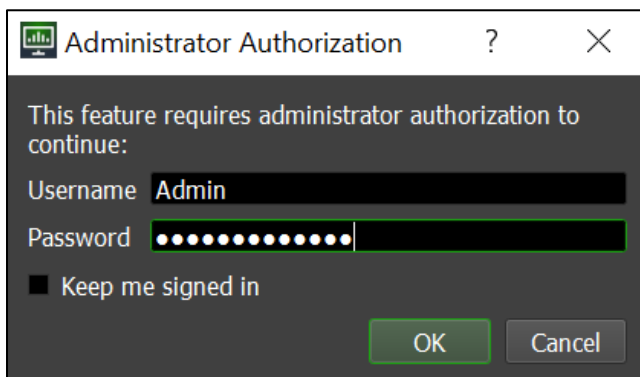 Administrator Authorization ?
This feature requires administrator authorization to
continue:
Username Admin
Password ●●●●●●●●●●●●●
Keep me signed in
OK Cancel